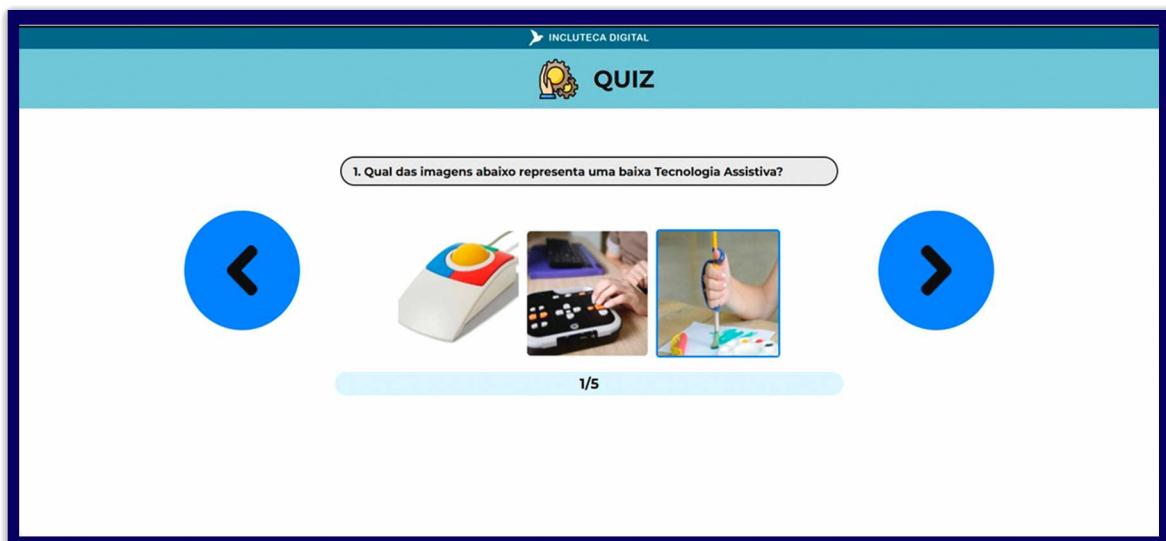 INCLUTECA DIGITAL
QUIZ
1. Qual das imagens abaixo representa uma baixa Tecnologia Assistiva?
1/5